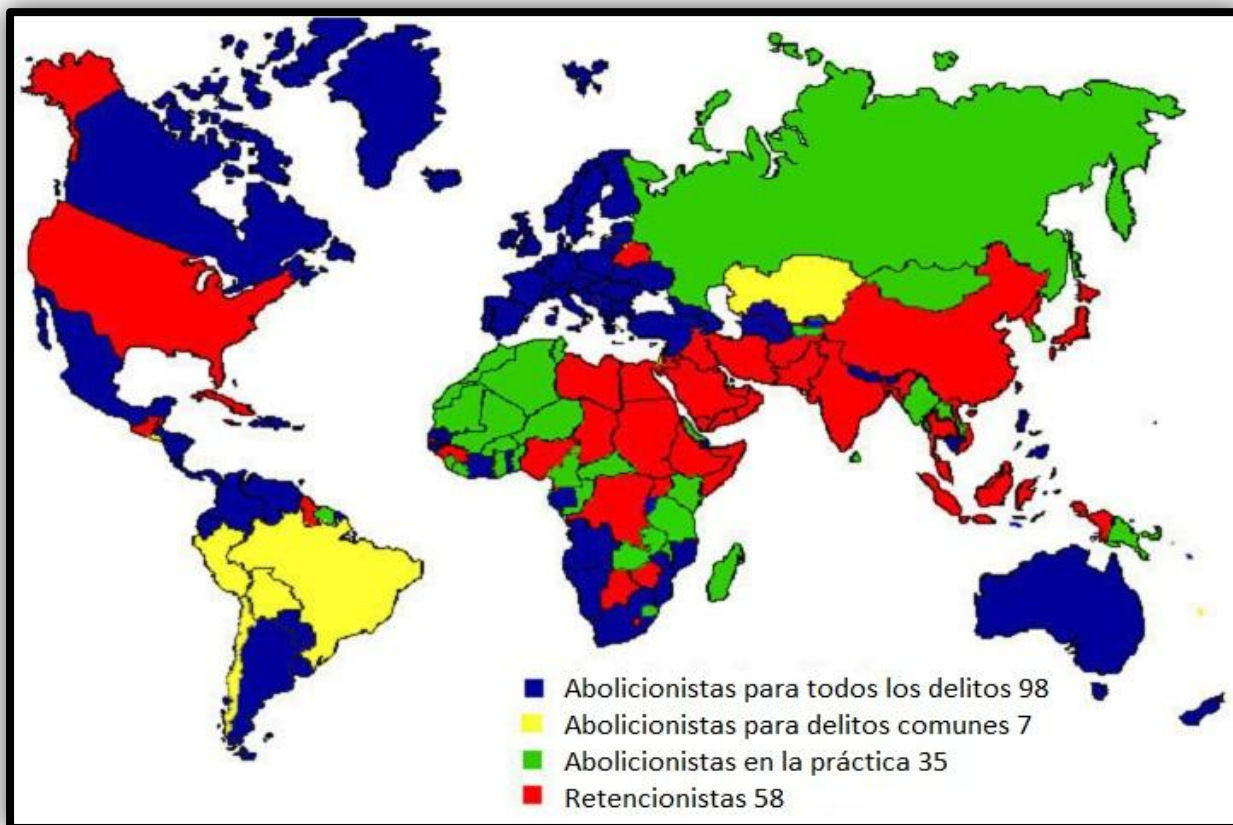 Abolicionistas para todos los delitos 98
Abolicionistas para delitos comunes 7
Abolicionistas en la práctica 35
Retencionistas 58